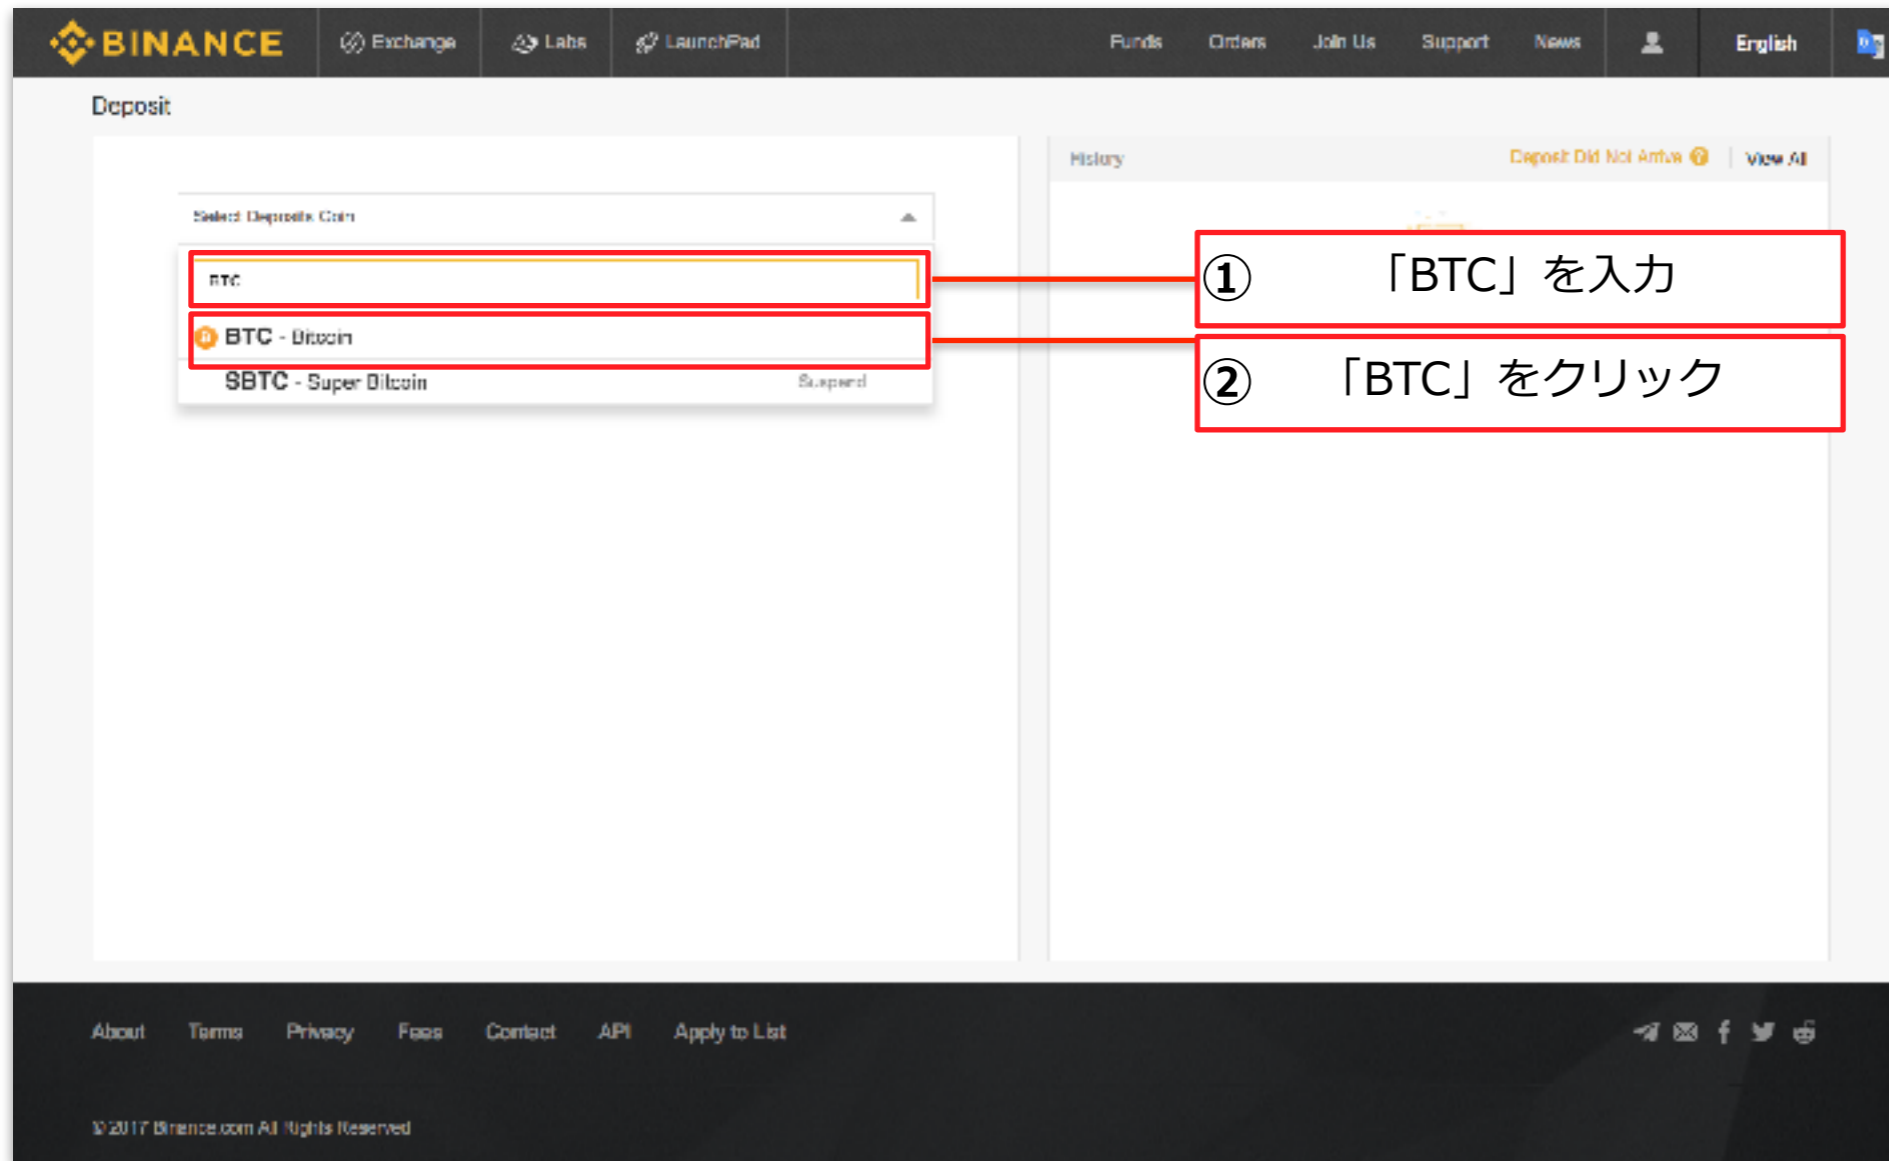 BINANCE Exchange Labs LaunchPad Funds Orders Join Us Support News English
Deposit
History Deposit Did Not Arrive ? View All
Select Deposits Coin
BTC
① 「BTC」を入力
BTC - Bitcoin
② 「BTC」をクリック
SBTC - Super Bitcoin Suspend
About Terms Privacy Fees Contact API Apply to List
© 2017 Binance.com All Rights Reserved